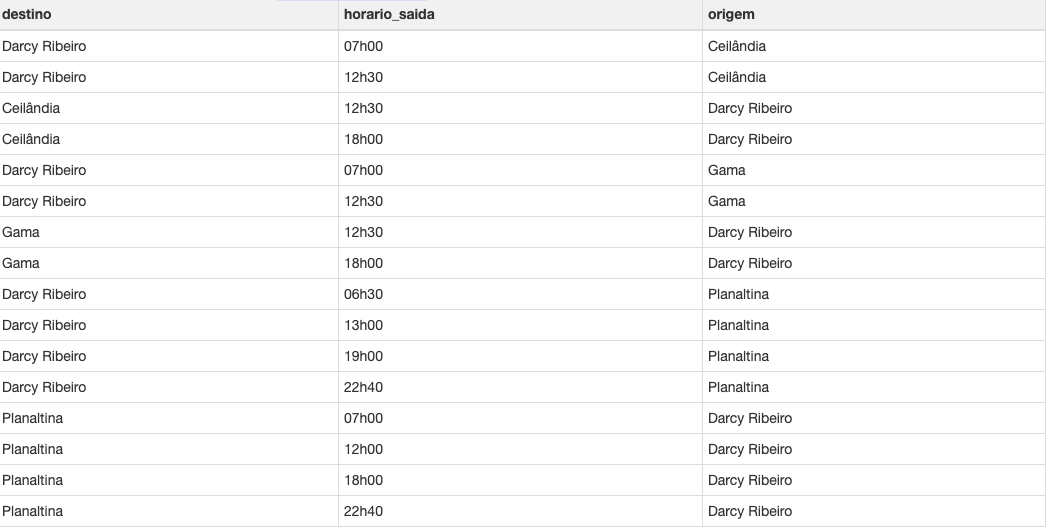 destino horario_saida origem
Darcy Ribeiro 07h00 Ceilândia
Darcy Ribeiro 12h30 Ceilândia
Ceilândia 12h30 Darcy Ribeiro
Ceilândia 18h00 Darcy Ribeiro
Darcy Ribeiro 07h00 Gama
Darcy Ribeiro 12h30 Gama
Gama 12h30 Darcy Ribeiro
Gama 18h00 Darcy Ribeiro
Darcy Ribeiro 06h30 Planaltina
Darcy Ribeiro 13h00 Planaltina
Darcy Ribeiro 19h00 Planaltina
Darcy Ribeiro 22h40 Planaltina
Planaltina 07h00 Darcy Ribeiro
Planaltina 12h00 Darcy Ribeiro
Planaltina 18h00 Darcy Ribeiro
Planaltina 22h40 Darcy Ribeiro